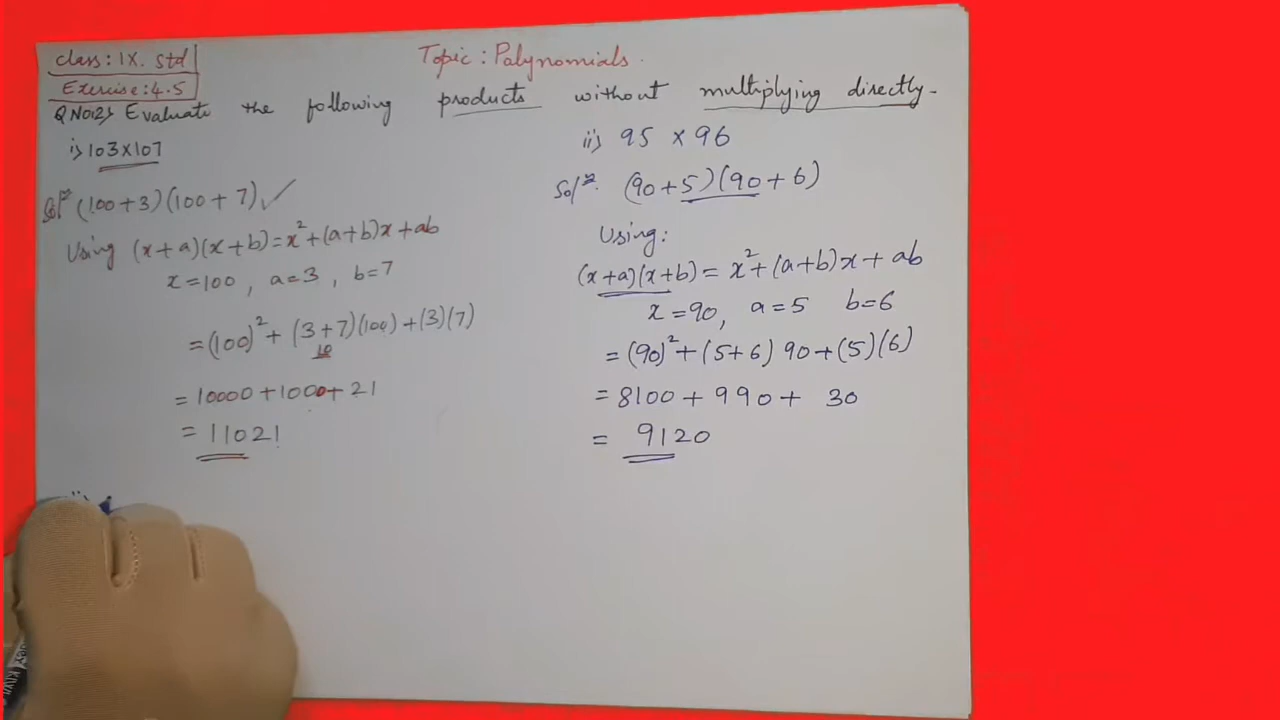 class: IX. Std
Topic: Polynomials.
Exercise: 4.5
QNO:2} Evaluate the following products without multiplying directly.
i) 103x107
Sol (100+3)(100+7) ✓
Using (x+a)(x+b)=x²+(a+b)x+ab
x=100, a=3, b=7
=(100)²+(3+7)(100)+(3)(7)
10
=10000+1000+21
=11021
ii) 95 x 96
Sol. (90+5)(90+6)
Using:
(x+a)(x+b)= x²+(a+b)x+ab
x=90, a=5 b=6
=(90)²+(5+6) 90+(5)(6)
=8100+990+ 30
= 9120